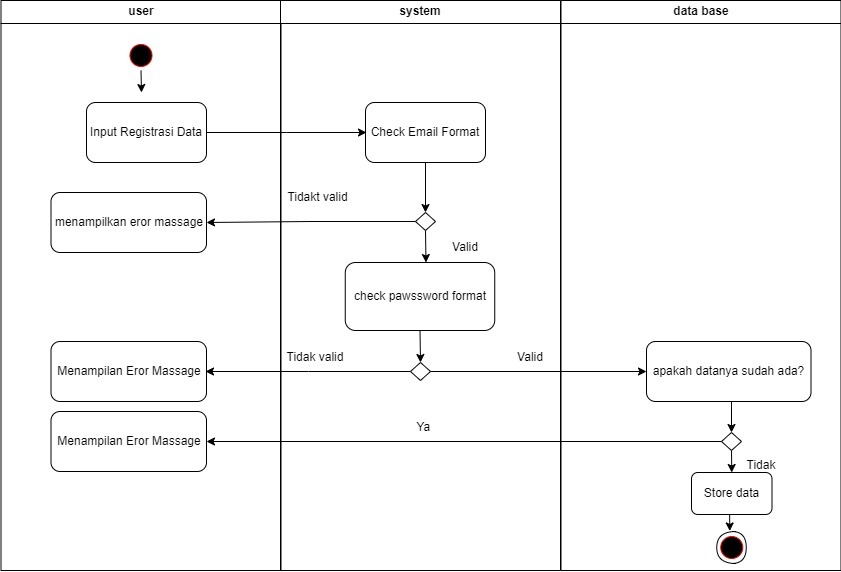 user
system
data base
Input Registrasi Data
Check Email Format
Tidakt valid
menampilkan eror massage
Valid
check pawssword format
Tidak valid
Valid
Menampilan Eror Massage
apakah datanya sudah ada?
Ya
Menampilan Eror Massage
Tidak
Store data